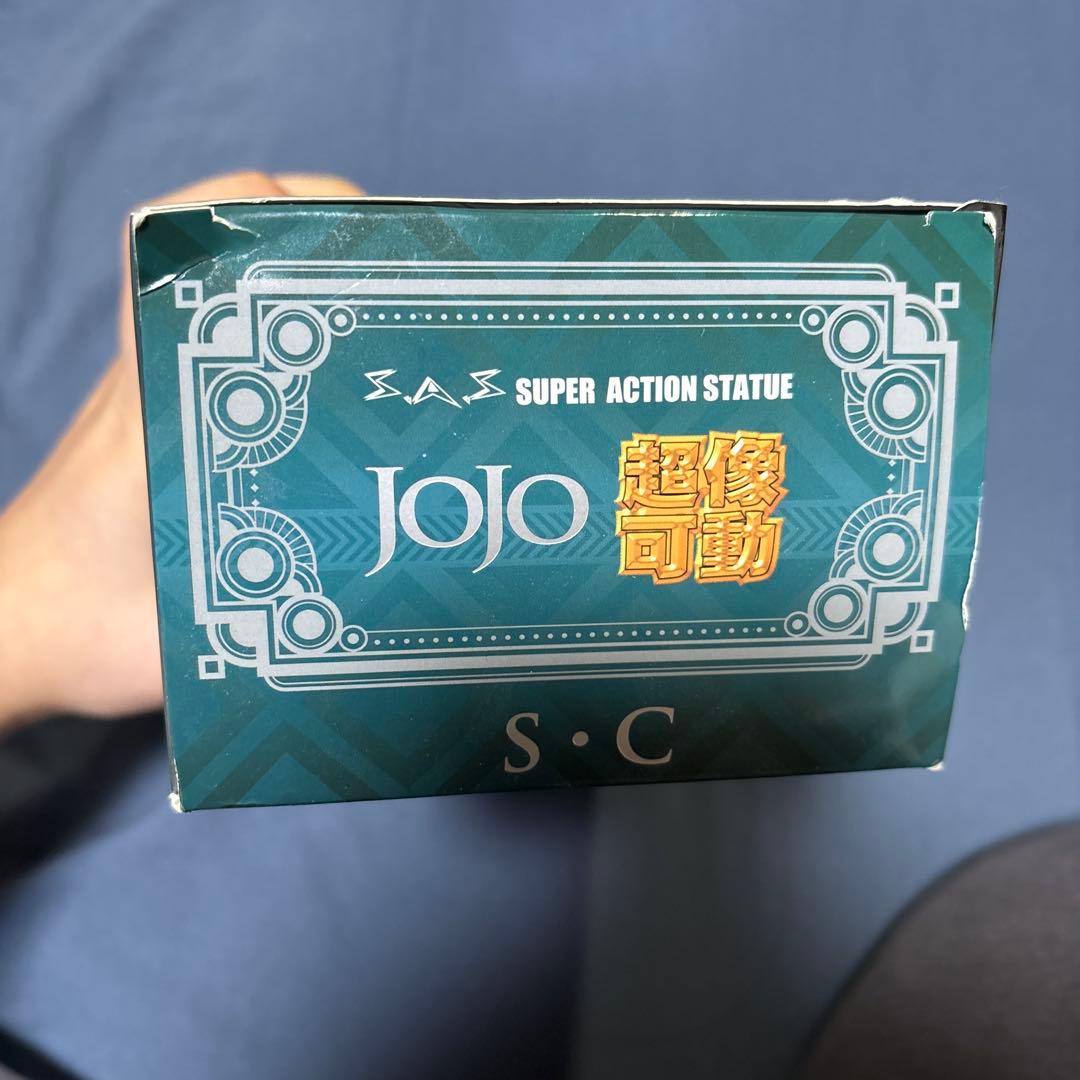 S.A.S SUPER ACTION STATUE
JOJO
超像
可動
S・C